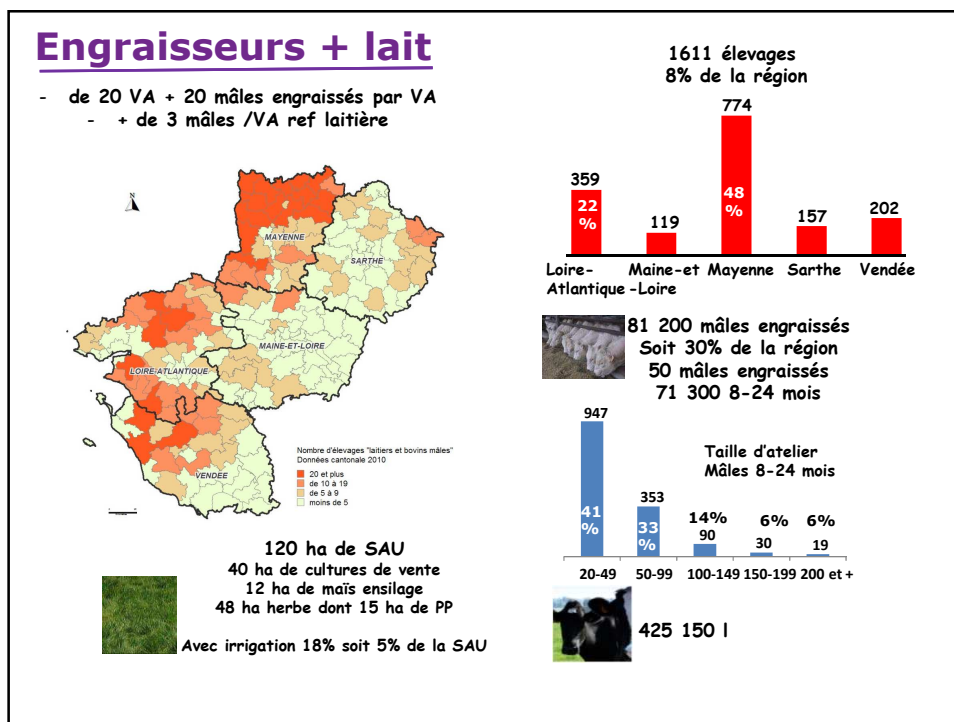 Engraisseurs + lait
- de 20 VA + 20 mâles engraissés par VA
- + de 3 mâles /VA ref laitière
1611 élevages
8% de la région
774
359
48
%
22
%
119
157
202
Loire-
Atlantique
Maine-et
-Loire
Mayenne
Sarthe
Vendée
MAYENNE
SARTHE
MAINE-ET-LOIRE
LOIRE-ATLANTIQUE
VENDEE
N
Nombre d'élevages "laitiers et bovins mâles"
Données cantonale 2010
20 et plus
de 10 à 19
de 5 à 9
moins de 5
81 200 mâles engraissés
Soit 30% de la région
50 mâles engraissés
71 300 8-24 mois
Taille d'atelier
Mâles 8-24 mois
947
41
%
353
33
%
14%
90
6%
30
6%
19
20-49
50-99
100-149
150-199
200 et +
120 ha de SAU
40 ha de cultures de vente
12 ha de maïs ensilage
48 ha herbe dont 15 ha de PP
Avec irrigation 18% soit 5% de la SAU
425 150 l